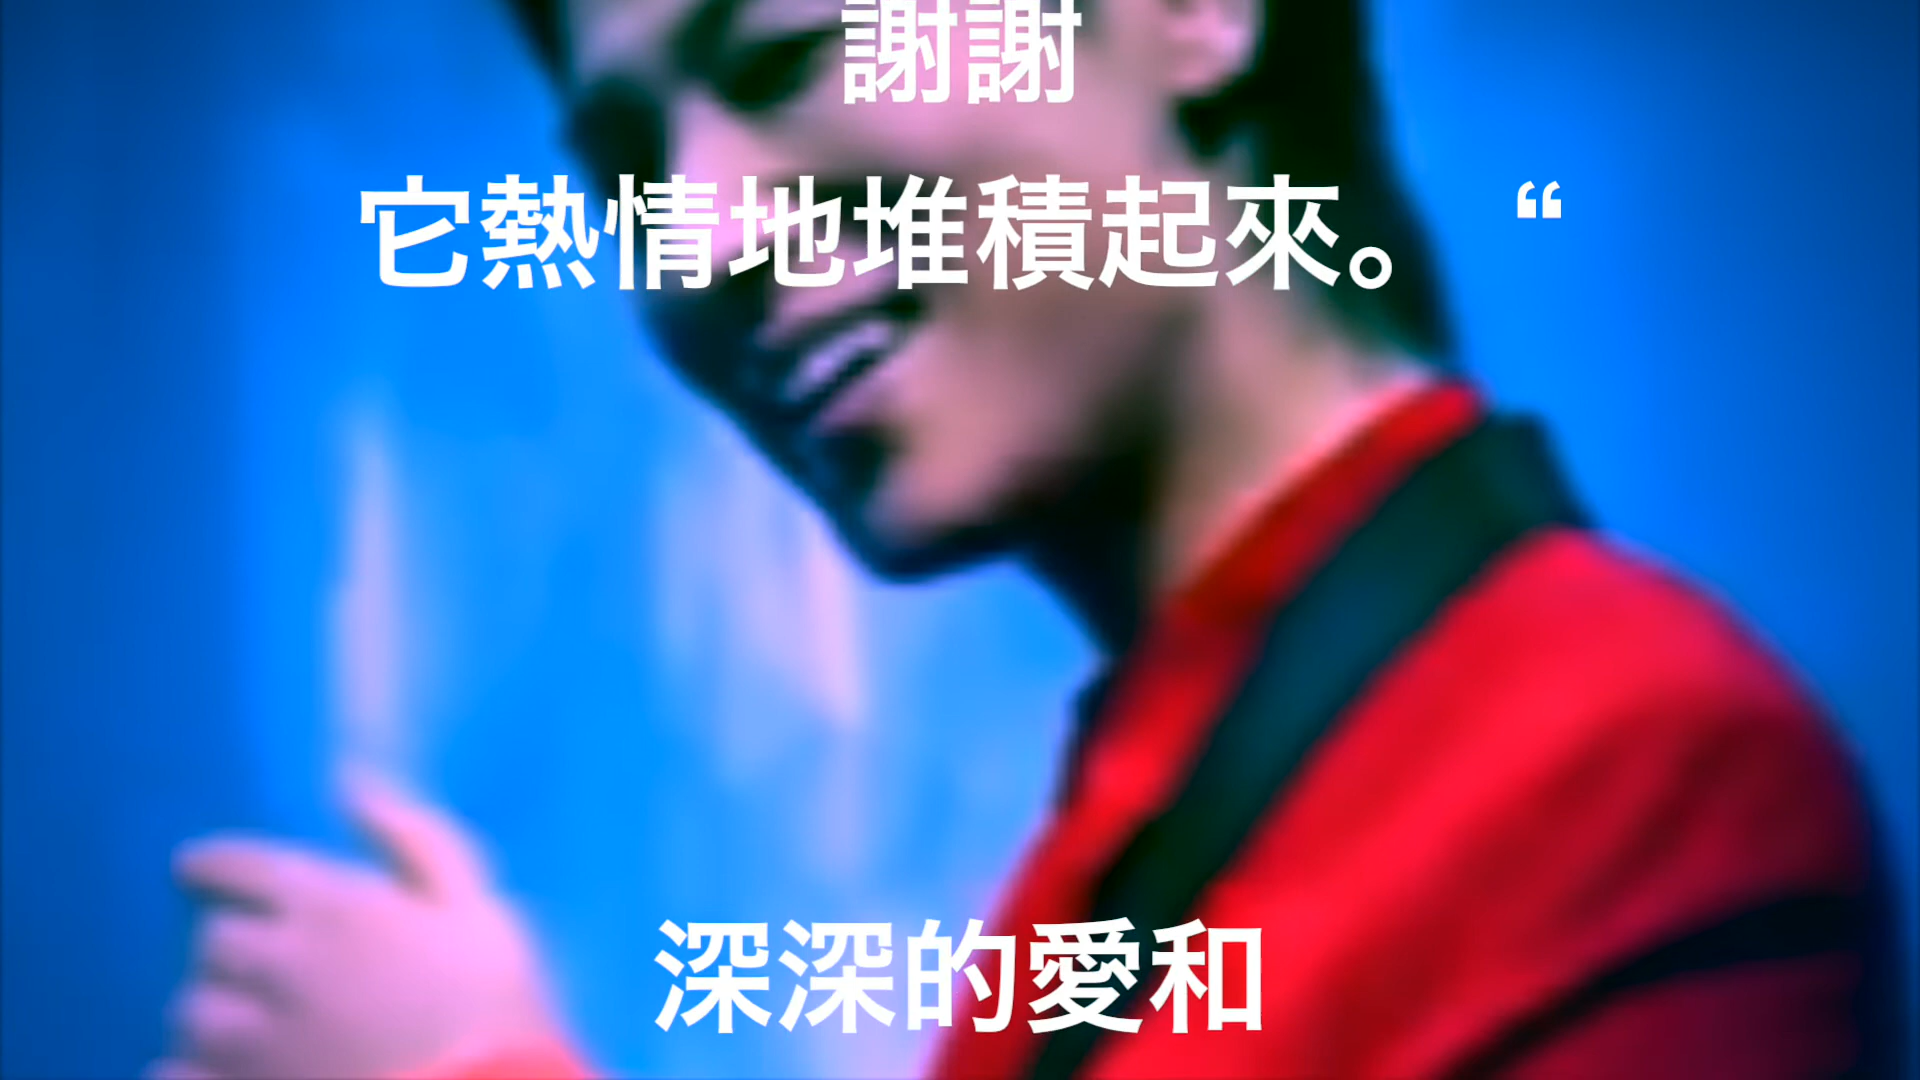 謝謝
它熱情地堆積起來。 “
深深的愛和